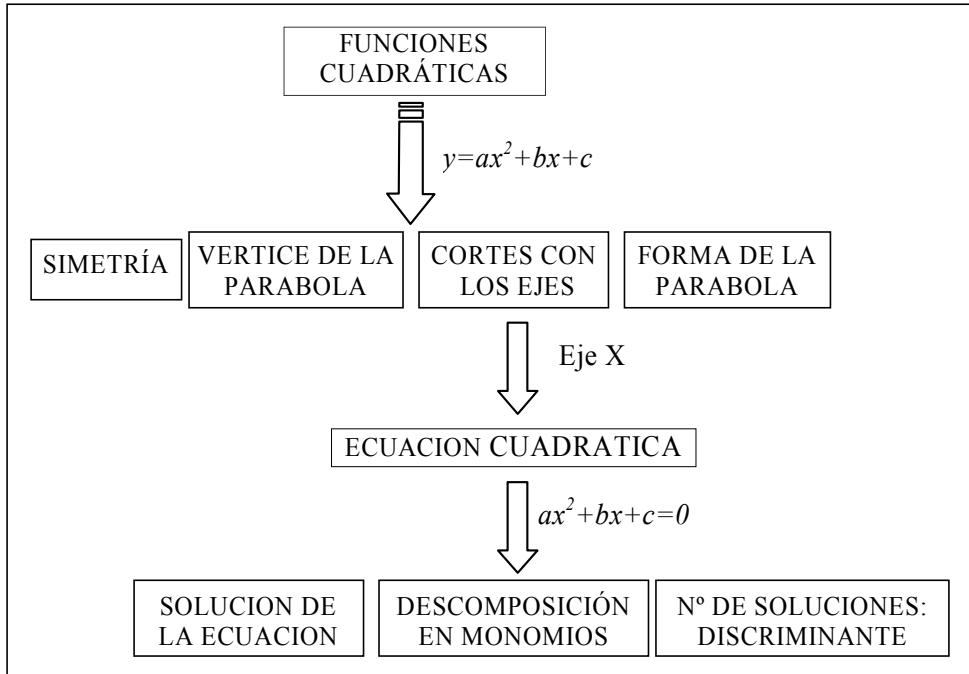 FUNCIONES
CUADRÁTICAS
y=ax²+bx+c
SIMETRÍA
VERTICE DE LA
PARABOLA
CORTES CON
LOS EJES
FORMA DE LA
PARABOLA
Eje X
ECUACION CUADRATICA
ax²+bx+c=0
SOLUCION DE
LA ECUACION
DESCOMPOSICIÓN
EN MONOMIOS
Nº DE SOLUCIONES:
DISCRIMINANTE